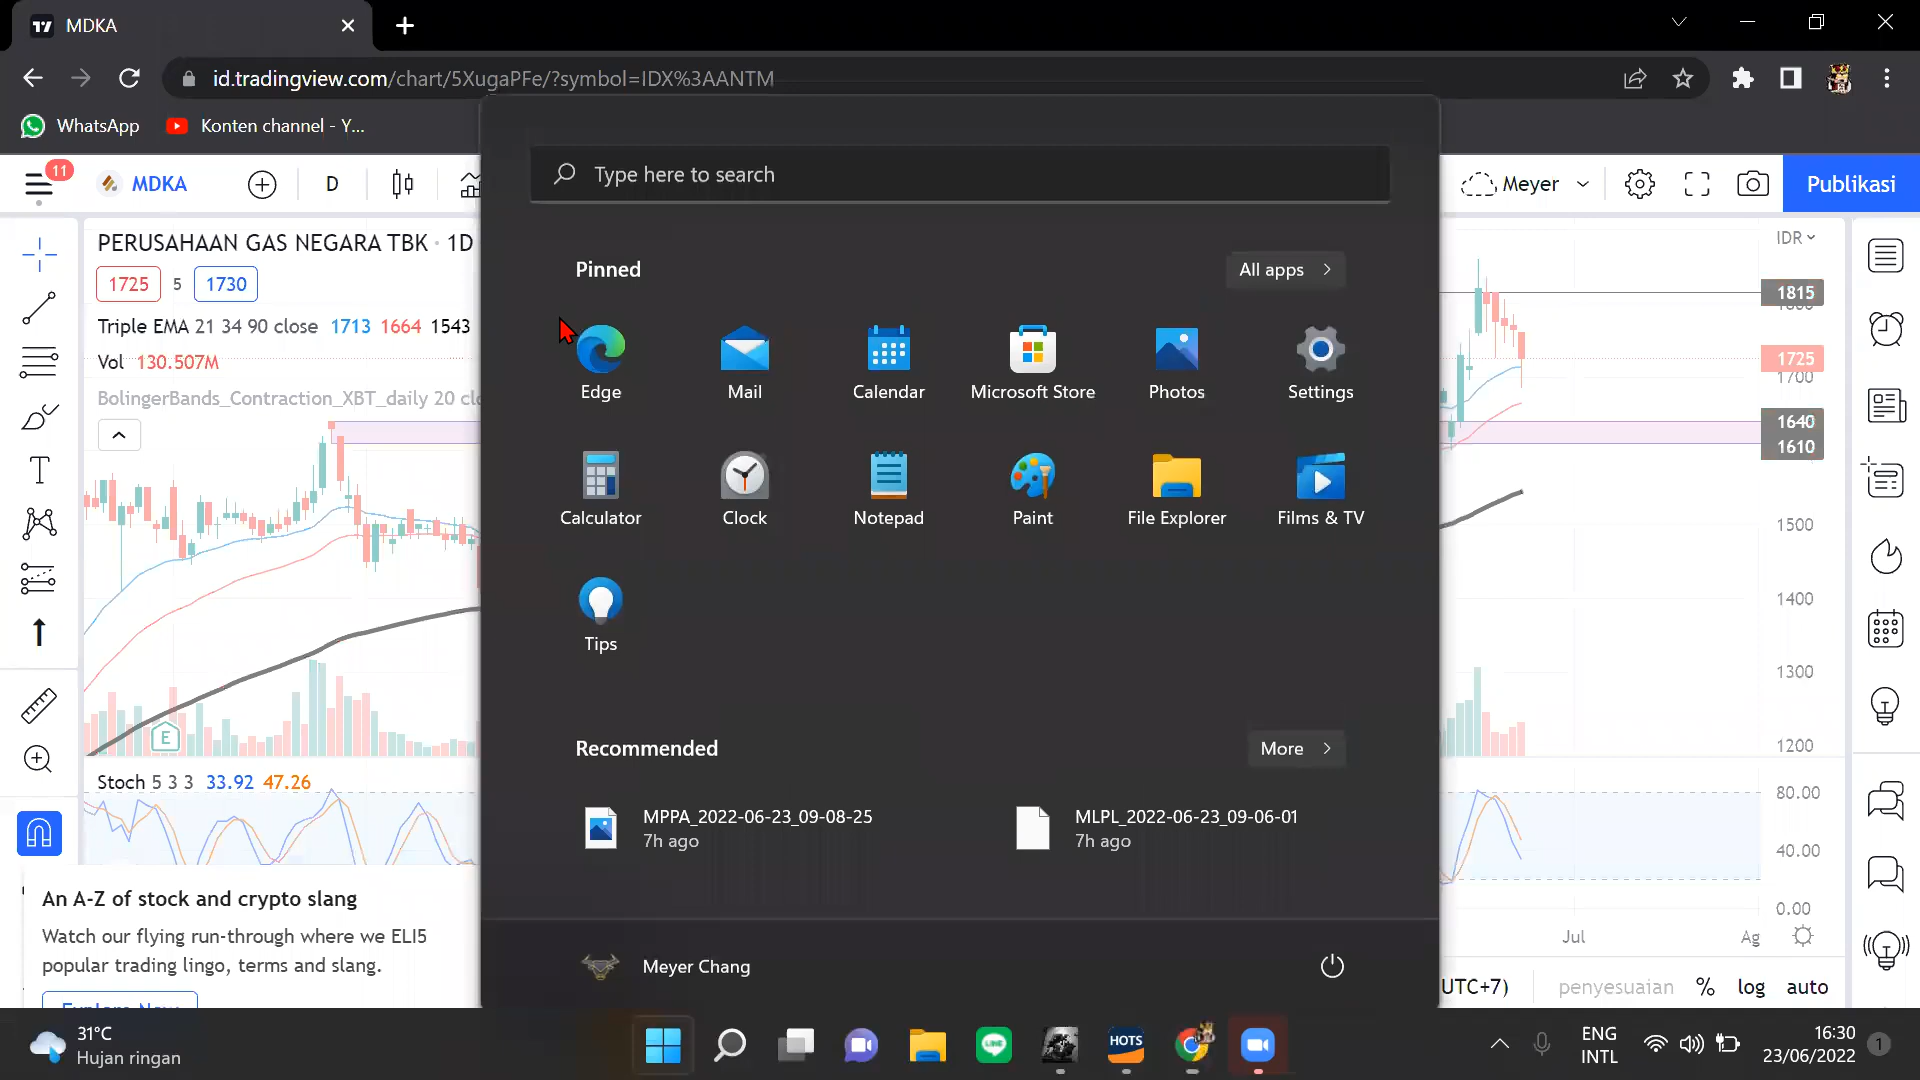 MDKA
id.tradingview.com/chart/5XugaPFe/?symbol=IDX%3AANTM
WhatsApp
Konten channel - Y...
11
MDKA
D
Meyer
Publikasi
Type here to search
PERUSAHAAN GAS NEGARA TBK · 1D
1725
5
1730
Triple EMA 21 34 90 close 1713 1664 1543
Vol 130.507M
BolingerBands_Contraction_XBT_daily 20
Pinned
All apps
Edge
Mail
Calendar
Microsoft Store
Photos
Settings
Calculator
Clock
Notepad
Paint
File Explorer
Films & TV
Tips
IDR
1815
1725
1700
1640
1610
1500
1400
1300
1200
E
Recommended
More
MPPA_2022-06-23_09-08-25
7h ago
MLPL_2022-06-23_09-06-01
7h ago
Stoch 5 3 3 33.92 47.26
80.00
40.00
0.00
Jul
Ag
An A-Z of stock and crypto slang
Watch our flying run-through where we ELI5
popular trading lingo, terms and slang.
Meyer Chang
UTC+7)
penyesuaian
%
log
auto
31°C
Hujan ringan
LINE
HOTS
ENG
INTL
16:30
23/06/2022
1